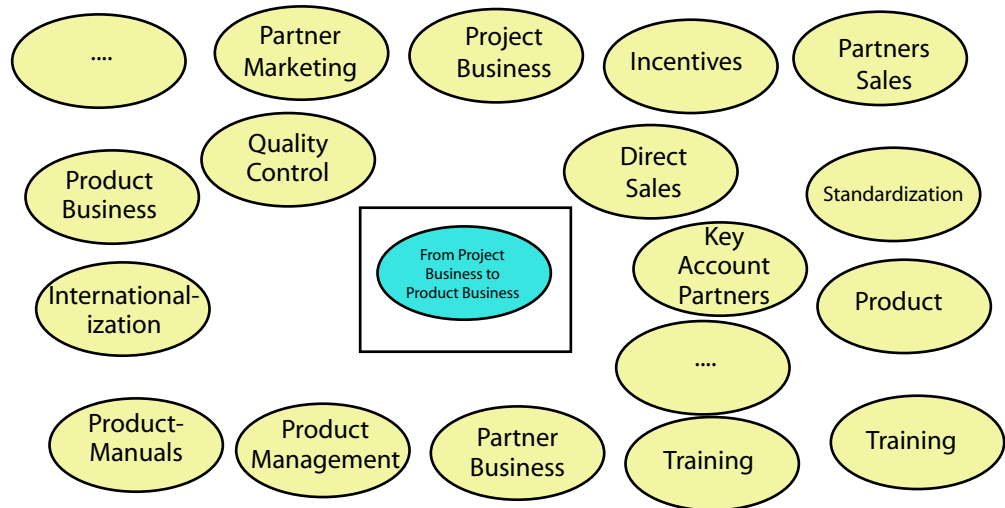 ....
Partner
Marketing
Project
Business
Incentives
Partners
Sales
Quality
Control
Direct
Sales
Product
Business
Standardization
From Project
Business to
Product Business
Key
Account
Partners
International-
ization
Product
....
Product-
Manuals
Product
Management
Partner
Business
Training
Training